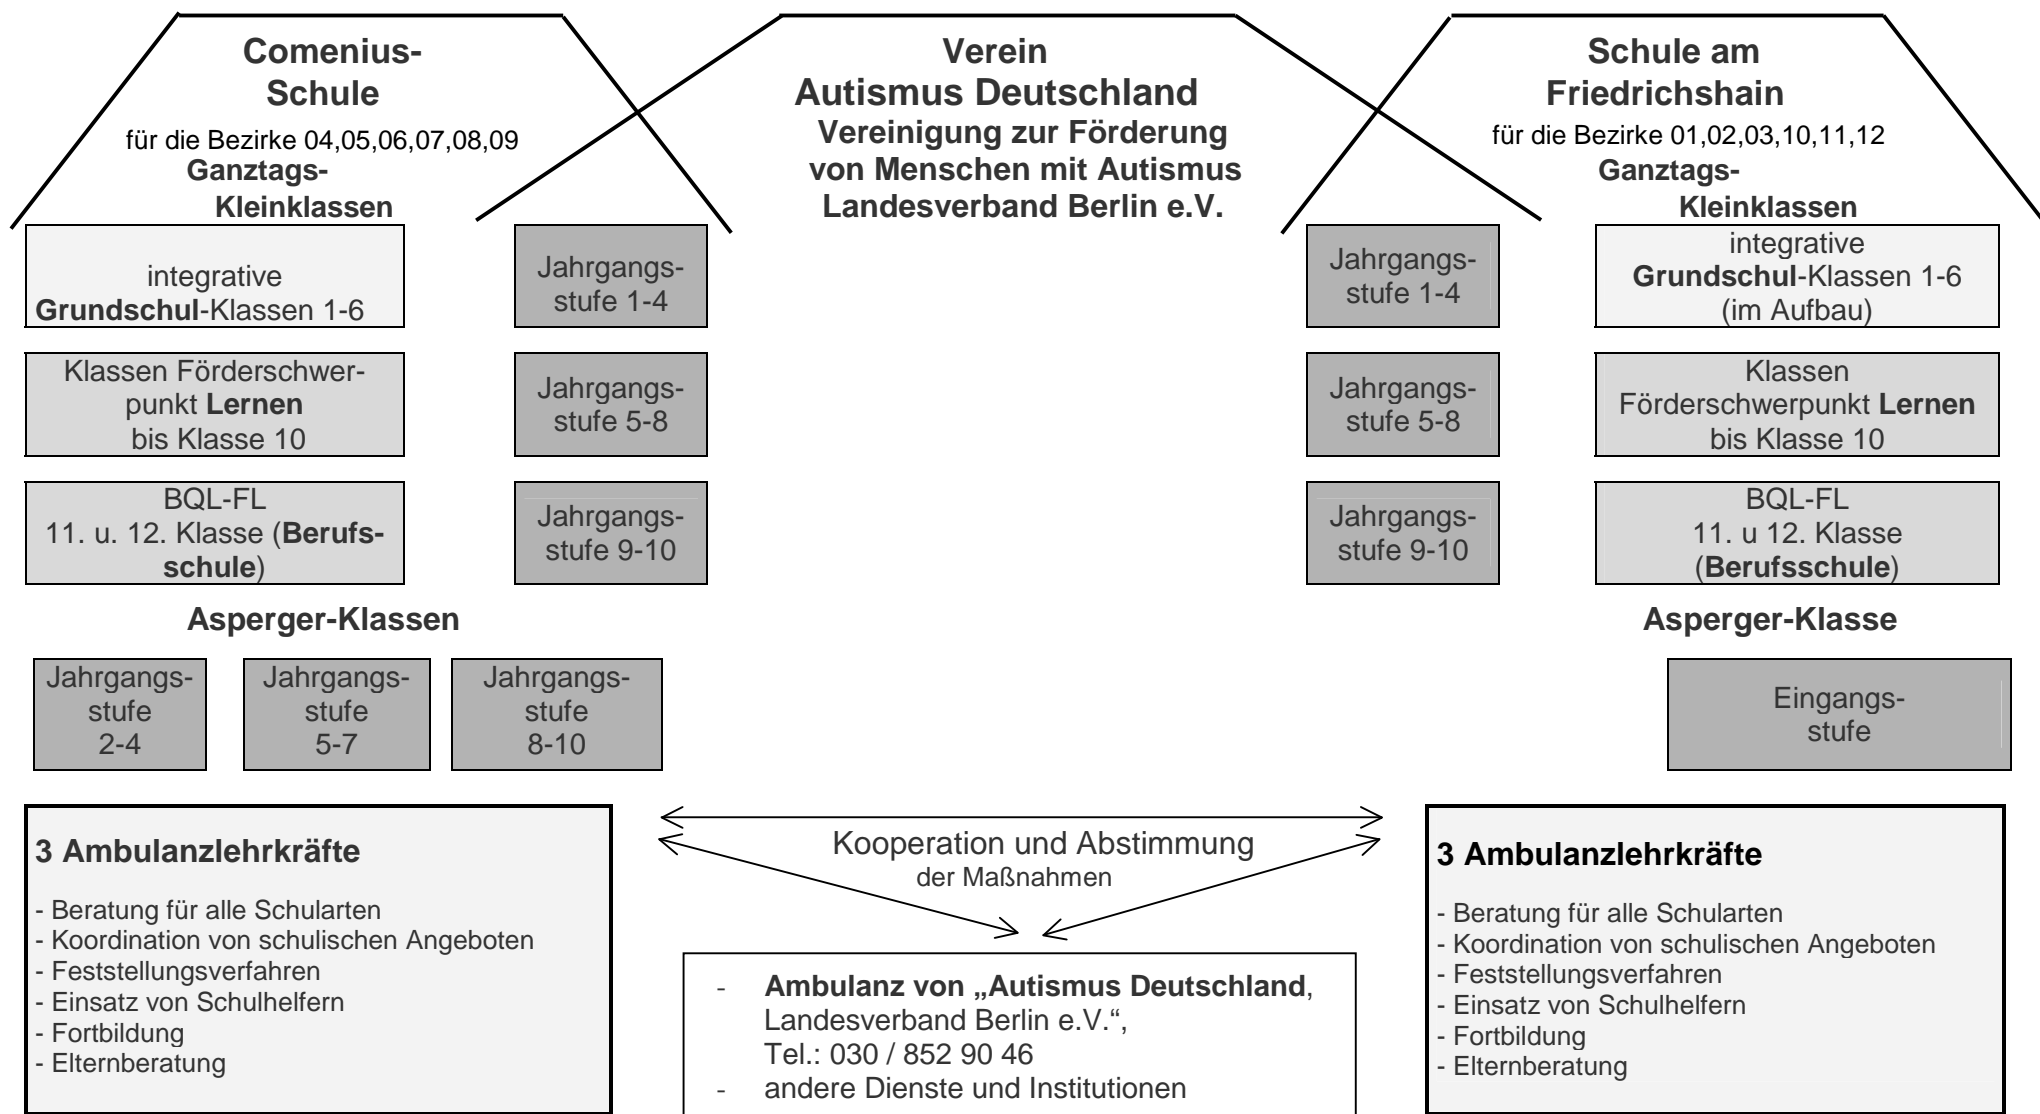 Comenius-
Schule
für die Bezirke 04,05,06,07,08,09
Ganztags-
Kleinklassen
Verein
Autismus Deutschland
Vereinigung zur Förderung
von Menschen mit Autismus
Landesverband Berlin e.V.
Schule am
Friedrichshain
für die Bezirke 01,02,03,10,11,12
Ganztags-
Kleinklassen
integrative
Grundschul-Klassen 1-6
Jahrgangs-
stufe 1-4
Jahrgangs-
stufe 1-4
integrative
Grundschul-Klassen 1-6
(im Aufbau)
Klassen Förderschwer-
punkt Lernen
bis Klasse 10
Jahrgangs-
stufe 5-8
Jahrgangs-
stufe 5-8
Klassen
Förderschwerpunkt Lernen
bis Klasse 10
BQL-FL
11. u. 12. Klasse (Berufs-
schule)
Jahrgangs-
stufe 9-10
Jahrgangs-
stufe 9-10
BQL-FL
11. u 12. Klasse
(Berufsschule)
Asperger-Klassen
Asperger-Klasse
Jahrgangs-
stufe
2-4
Jahrgangs-
stufe
5-7
Jahrgangs-
stufe
8-10
Eingangs-
stufe
3 Ambulanzlehrkräfte
- Beratung für alle Schularten
- Koordination von schulischen Angeboten
- Feststellungsverfahren
- Einsatz von Schulhelfern
- Fortbildung
- Elternberatung
Kooperation und Abstimmung
der Maßnahmen
- Ambulanz von „Autismus Deutschland,
Landesverband Berlin e.V.“,
Tel.: 030 / 852 90 46
- andere Dienste und Institutionen
3 Ambulanzlehrkräfte
- Beratung für alle Schularten
- Koordination von schulischen Angeboten
- Feststellungsverfahren
- Einsatz von Schulhelfern
- Fortbildung
- Elternberatung